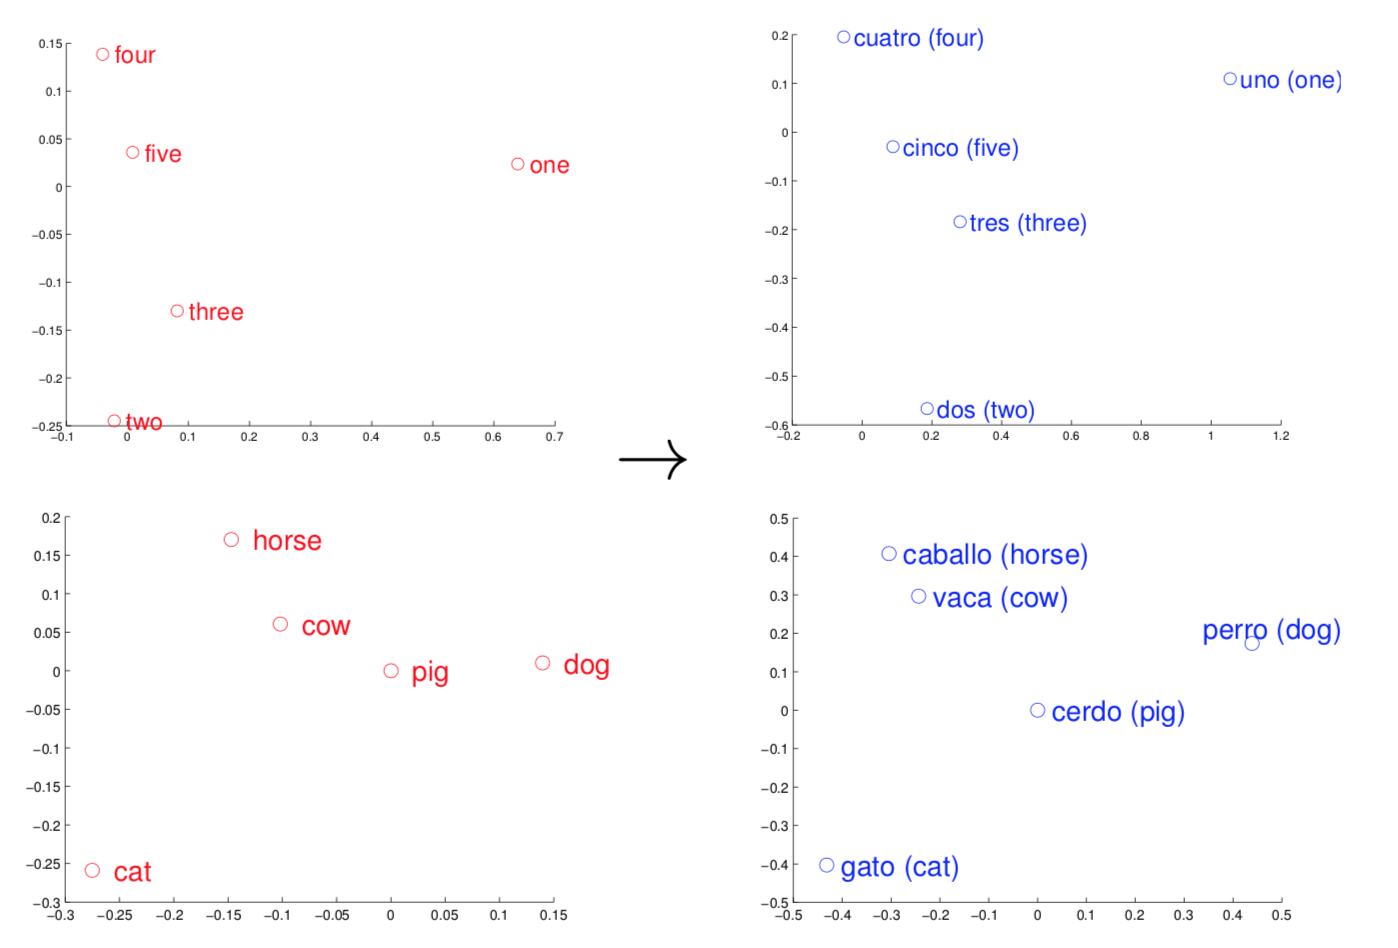 0.15
four
0.1
0.05
five
one
0
−0.05
−0.1
three
−0.15
−0.2
two
−0.25
−0.1 0 0.1 0.2 0.3 0.4 0.5 0.6 0.7
0.2
cuatro (four)
uno (one)
0.1
0
cinco (five)
−0.1
tres (three)
−0.2
−0.3
−0.4
−0.5
dos (two)
−0.6
−0.2 0 0.2 0.4 0.6 0.8 1 1.2
→
0.2
horse
0.15
0.1
cow
0.05
pig
dog
0
−0.05
−0.1
−0.15
−0.2
−0.25
cat
−0.3
−0.3 −0.25 −0.2 −0.15 −0.1 −0.05 0 0.05 0.1 0.15
0.5
caballo (horse)
0.4
vaca (cow)
0.3
perro (dog)
0.2
0.1
cerdo (pig)
0
−0.1
−0.2
−0.3
gato (cat)
−0.4
−0.5
−0.5 −0.4 −0.3 −0.2 −0.1 0 0.1 0.2 0.3 0.4 0.5